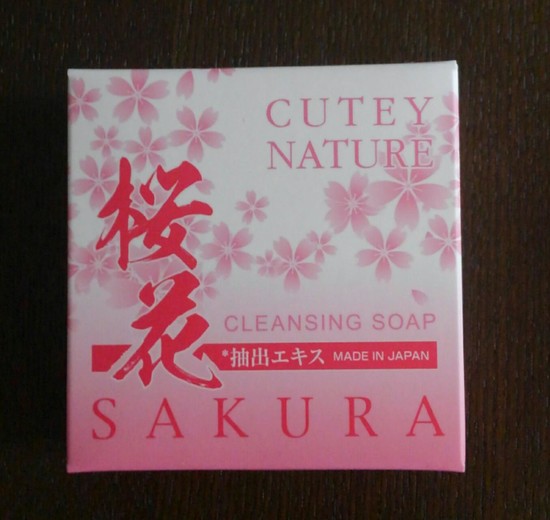 CUTEY
NATURE
桜花
CLEANSING SOAP
*抽出エキス MADE IN JAPAN
SAKURA